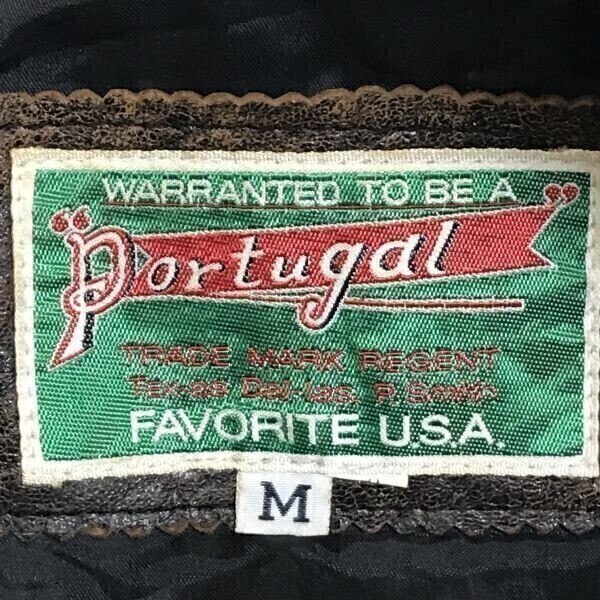 WARRANTED TO BE A
"Portugal"
TRADE MARK REGENT
Tex-as Dal-las. P. Smith
FAVORITE U.S.A.
M